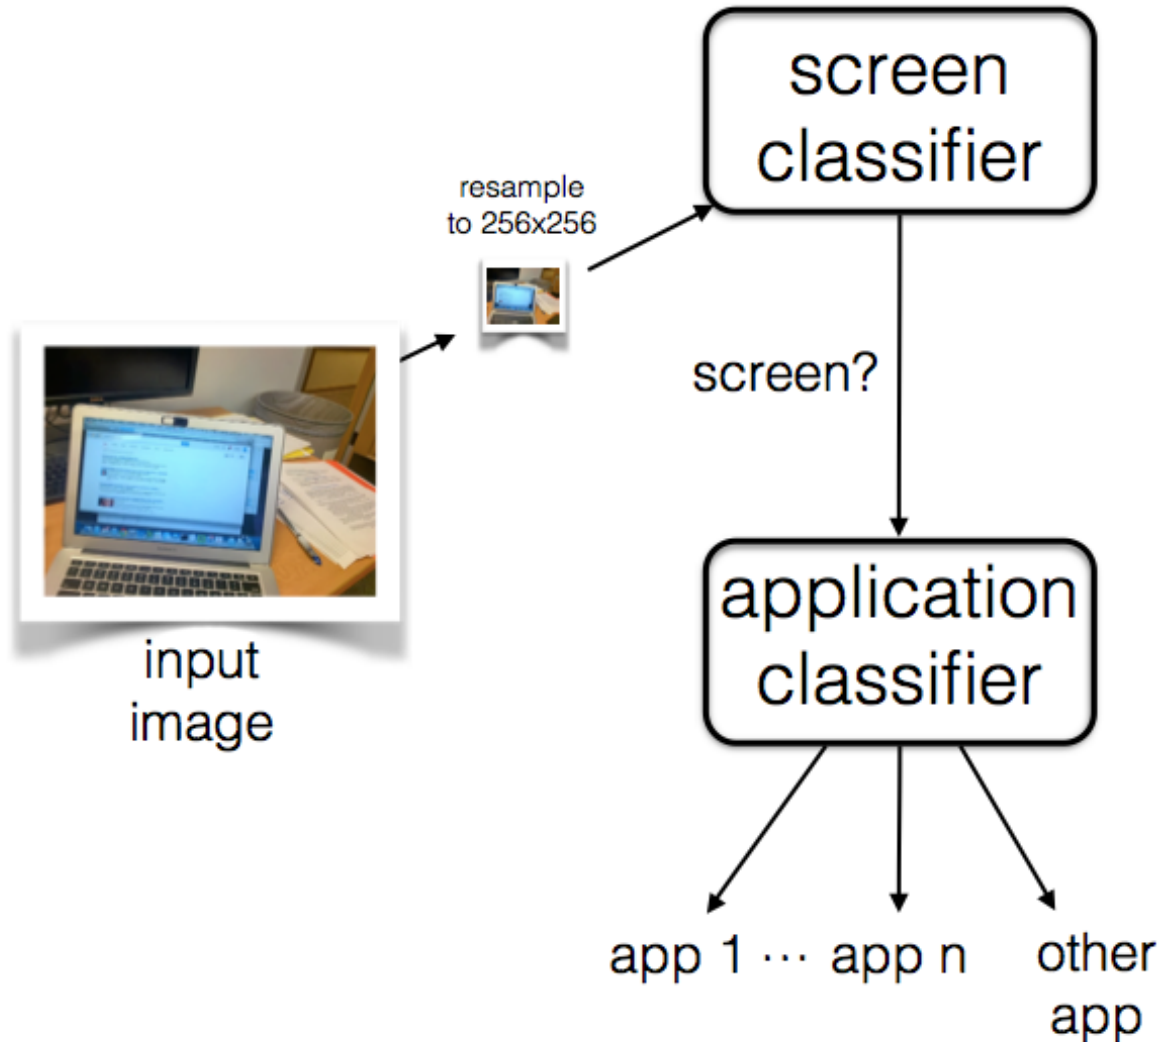 screen
classifier
resample
to 256x256
screen?
input
image
application
classifier
app 1 ... app n
other
app